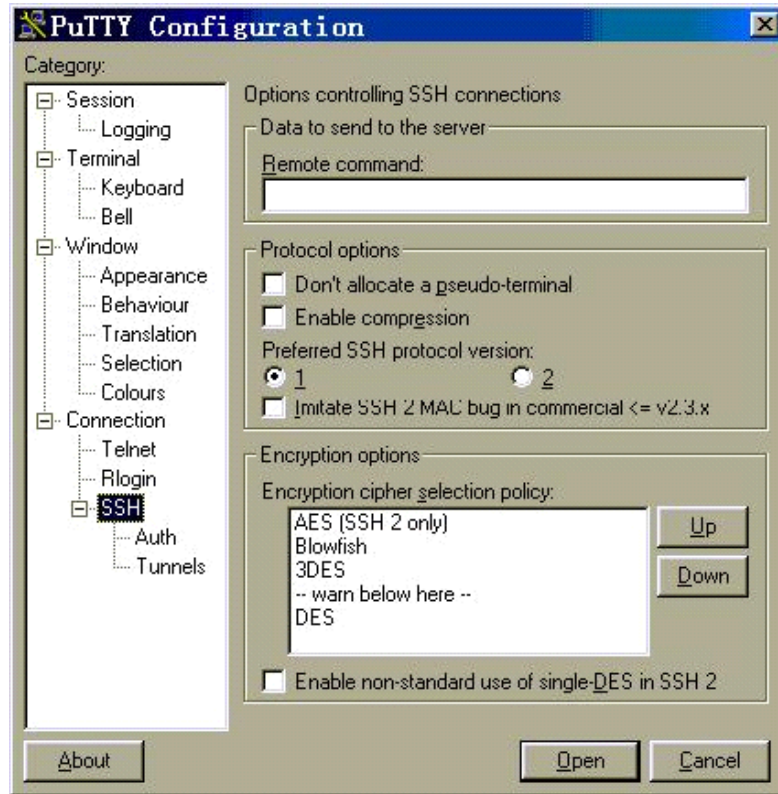 PuTTY Configuration
Category:
Session
Logging
Terminal
Keyboard
Bell
Window
Appearance
Behaviour
Translation
Selection
Colours
Connection
Telnet
Rlogin
SSH
Auth
Tunnels
Options controlling SSH connections
Data to send to the server
Remote command:
Protocol options
Don't allocate a pseudo-terminal
Enable compression
Preferred SSH protocol version:
1 2
Imitate SSH 2 MAC bug in commercial <= v2.3.x
Encryption options
Encryption cipher selection policy:
AES (SSH 2 only)
Blowfish
3DES
-- warn below here --
DES
Up
Down
Enable non-standard use of single-DES in SSH 2
About
Open
Cancel